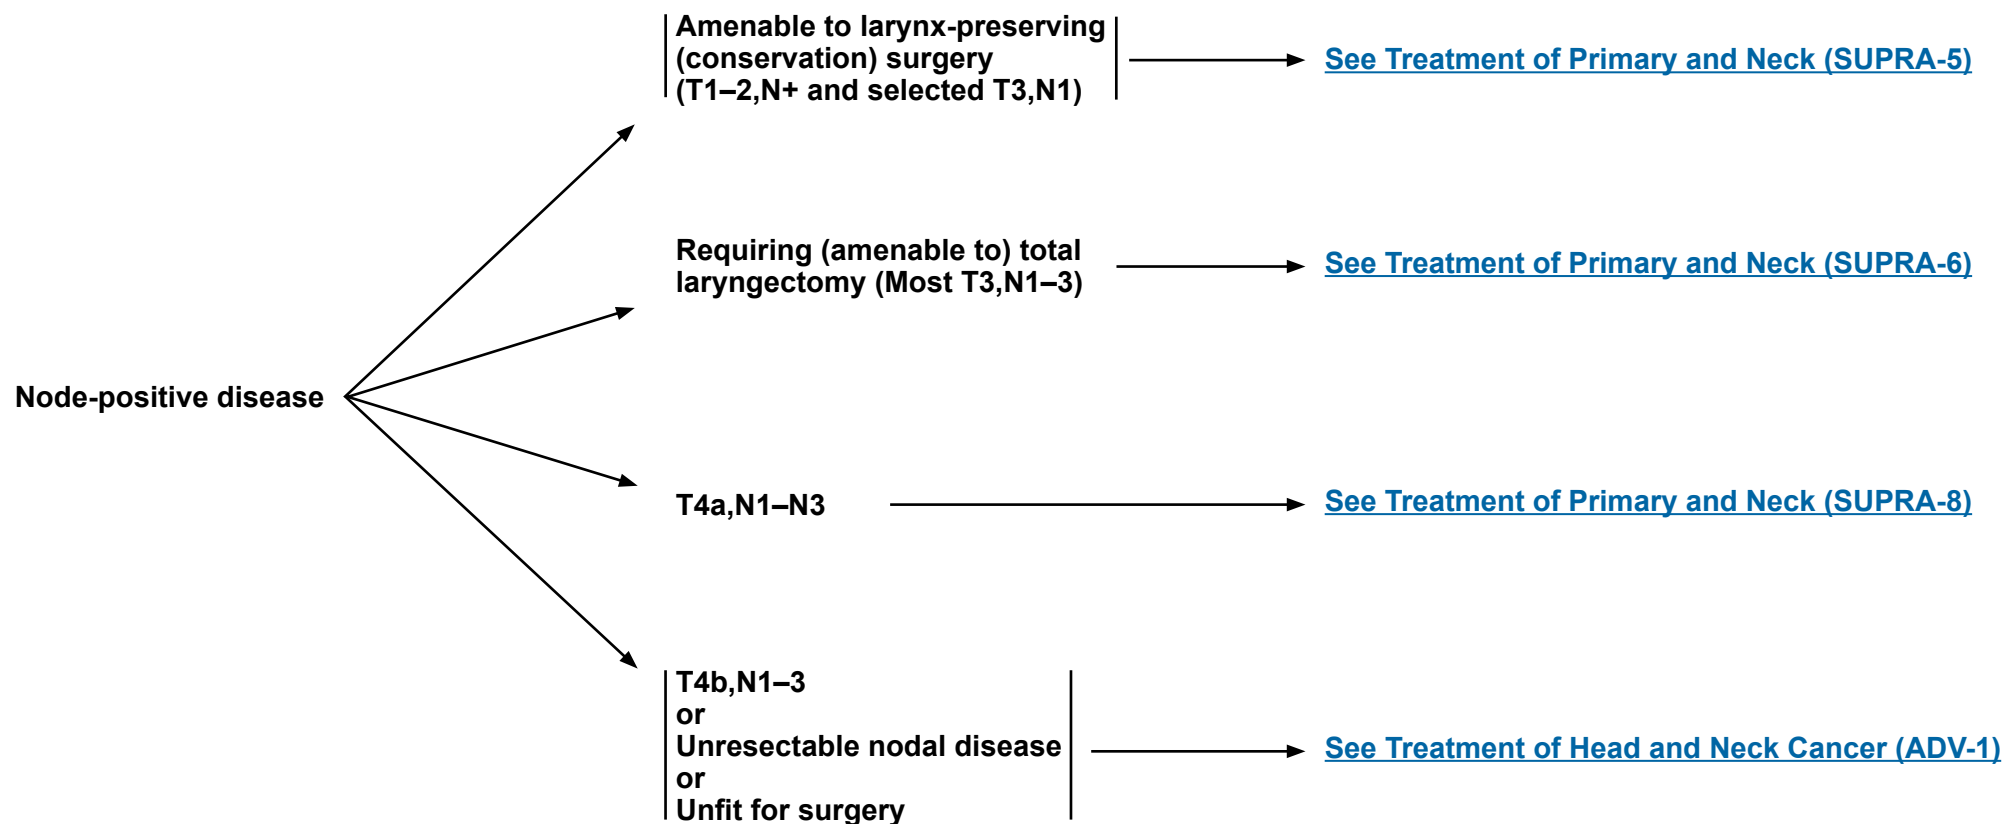 Amenable to larynx-preserving
(conservation) surgery
(T1–2,N+ and selected T3,N1)
See Treatment of Primary and Neck (SUPRA-5)
Requiring (amenable to) total
laryngectomy (Most T3,N1–3)
See Treatment of Primary and Neck (SUPRA-6)
Node-positive disease
T4a,N1–N3
See Treatment of Primary and Neck (SUPRA-8)
T4b,N1–3
or
Unresectable nodal disease
or
Unfit for surgery
See Treatment of Head and Neck Cancer (ADV-1)